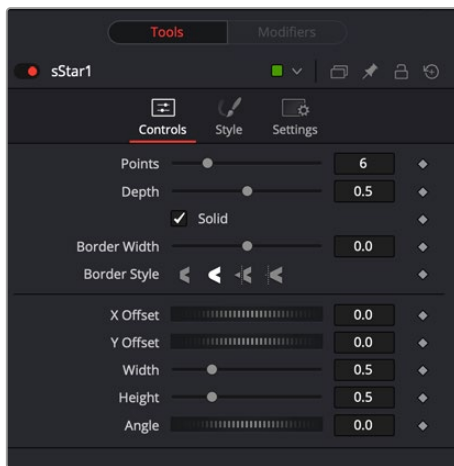 Tools Modifiers
sStar1
Controls Style Settings
Points 6
Depth 0.5
Solid
Border Width 0.0
Border Style
X Offset 0.0
Y Offset 0.0
Width 0.5
Height 0.5
Angle 0.0